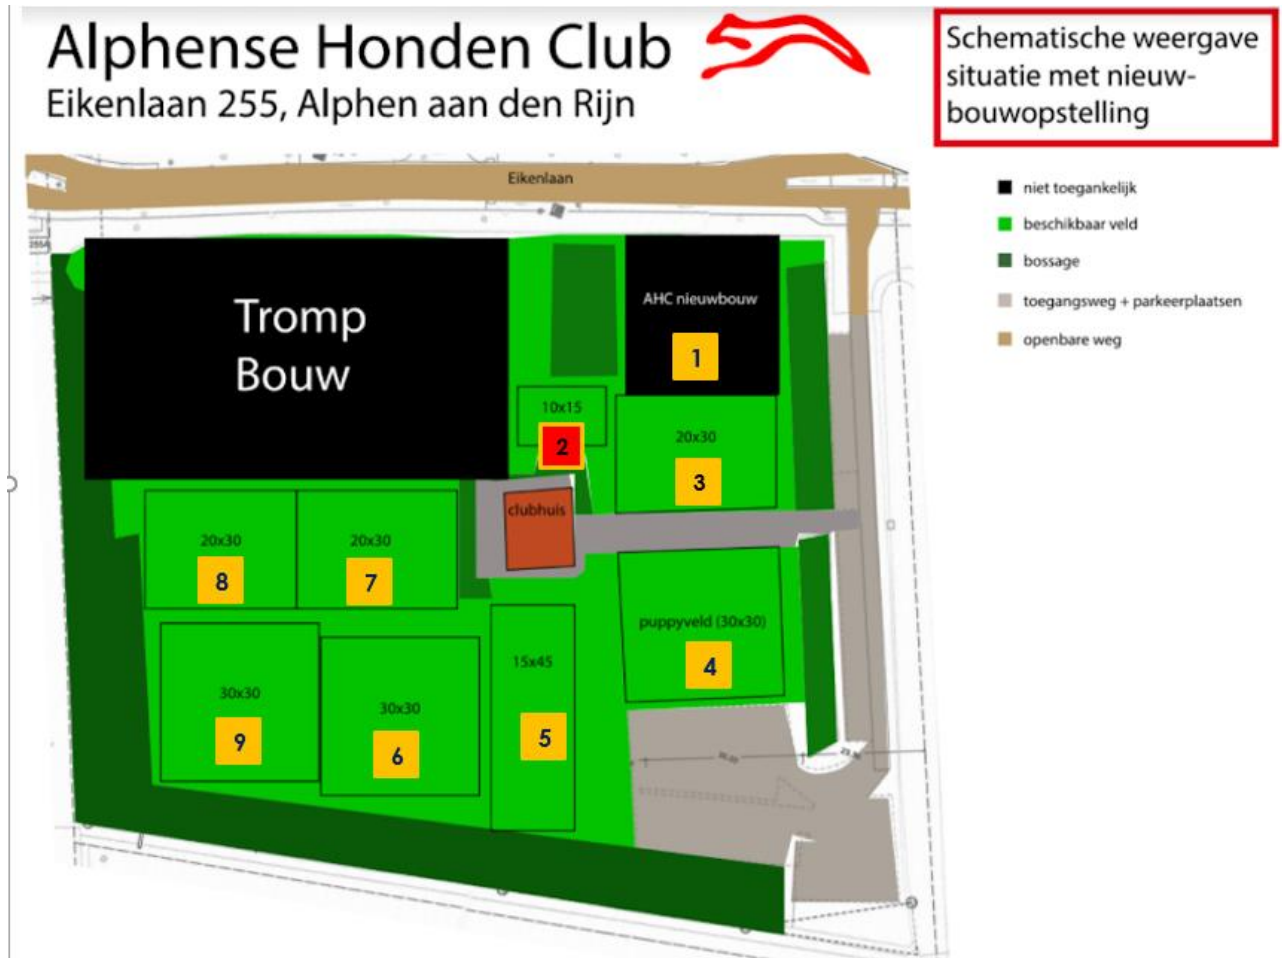 Alphense Honden Club
Eikenlaan 255, Alphen aan den Rijn
Schematische weergave
situatie met nieuw-
bouwopstelling
Eikenlaan
niet toegankelijk
beschikbaar veld
bossage
toegangsweg + parkeerplaatsen
openbare weg
Tromp
Bouw
AHC nieuwbouw
1
10x15
2
20x30
3
clubhuis
20x30
8
20x30
7
puppyveld (30x30)
4
15x45
5
30x30
9
30x30
6